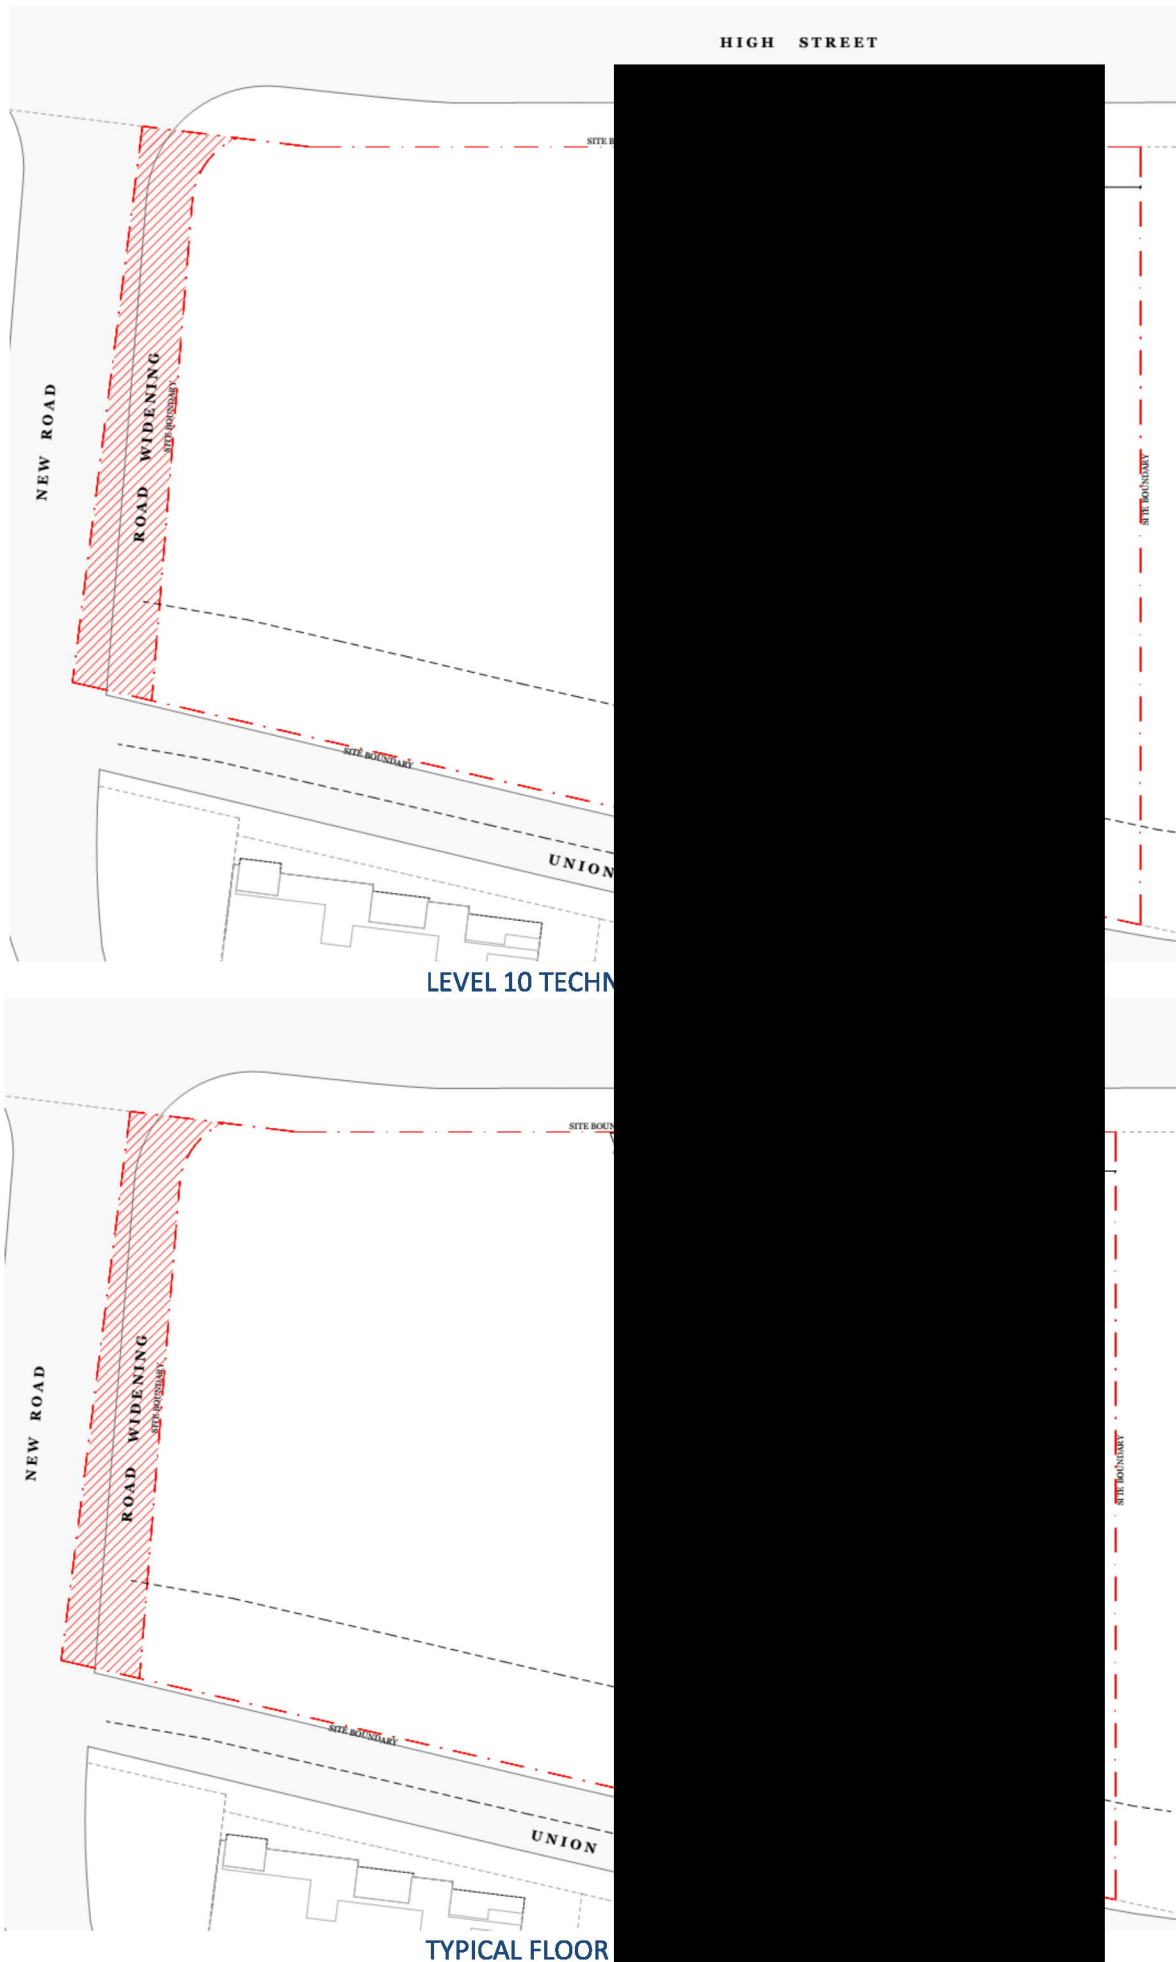 HIGH STREET
SITE B
NEW ROAD
ROAD WIDENING
SITE BOUNDARY
SITE BOUNDARY
SITE BOUNDARY
UNION
LEVEL 10 TECHN
SITE BOUN
NEW ROAD
ROAD WIDENING
SITE BOUNDARY
SITE BOUNDARY
SITE BOUNDARY
UNION
TYPICAL FLOOR